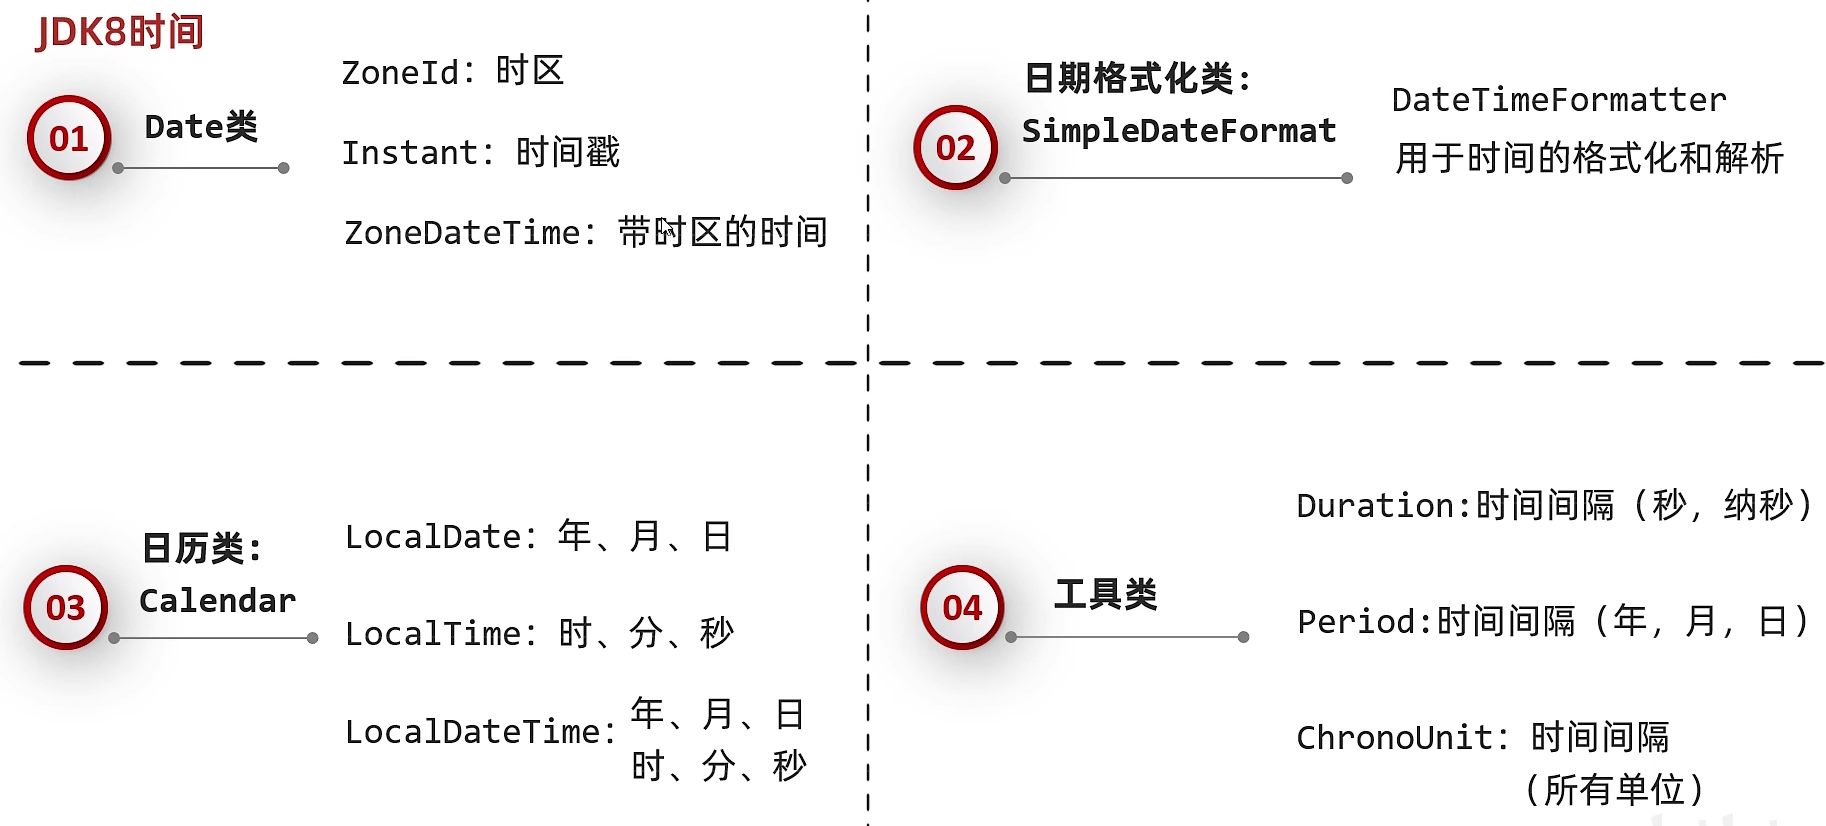 JDK8时间
01
Date类
ZoneId：时区
Instant：时间戳
ZoneDateTime：带时区的时间
02
日期格式化类：
SimpleDateFormat
DateTimeFormatter
用于时间的格式化和解析
03
日历类：
Calendar
LocalDate：年、月、日
LocalTime：时、分、秒
LocalDateTime：年、月、日
时、分、秒
04
工具类
Duration:时间间隔（秒，纳秒）
Period:时间间隔（年，月，日）
ChronoUnit：时间间隔
（所有单位）